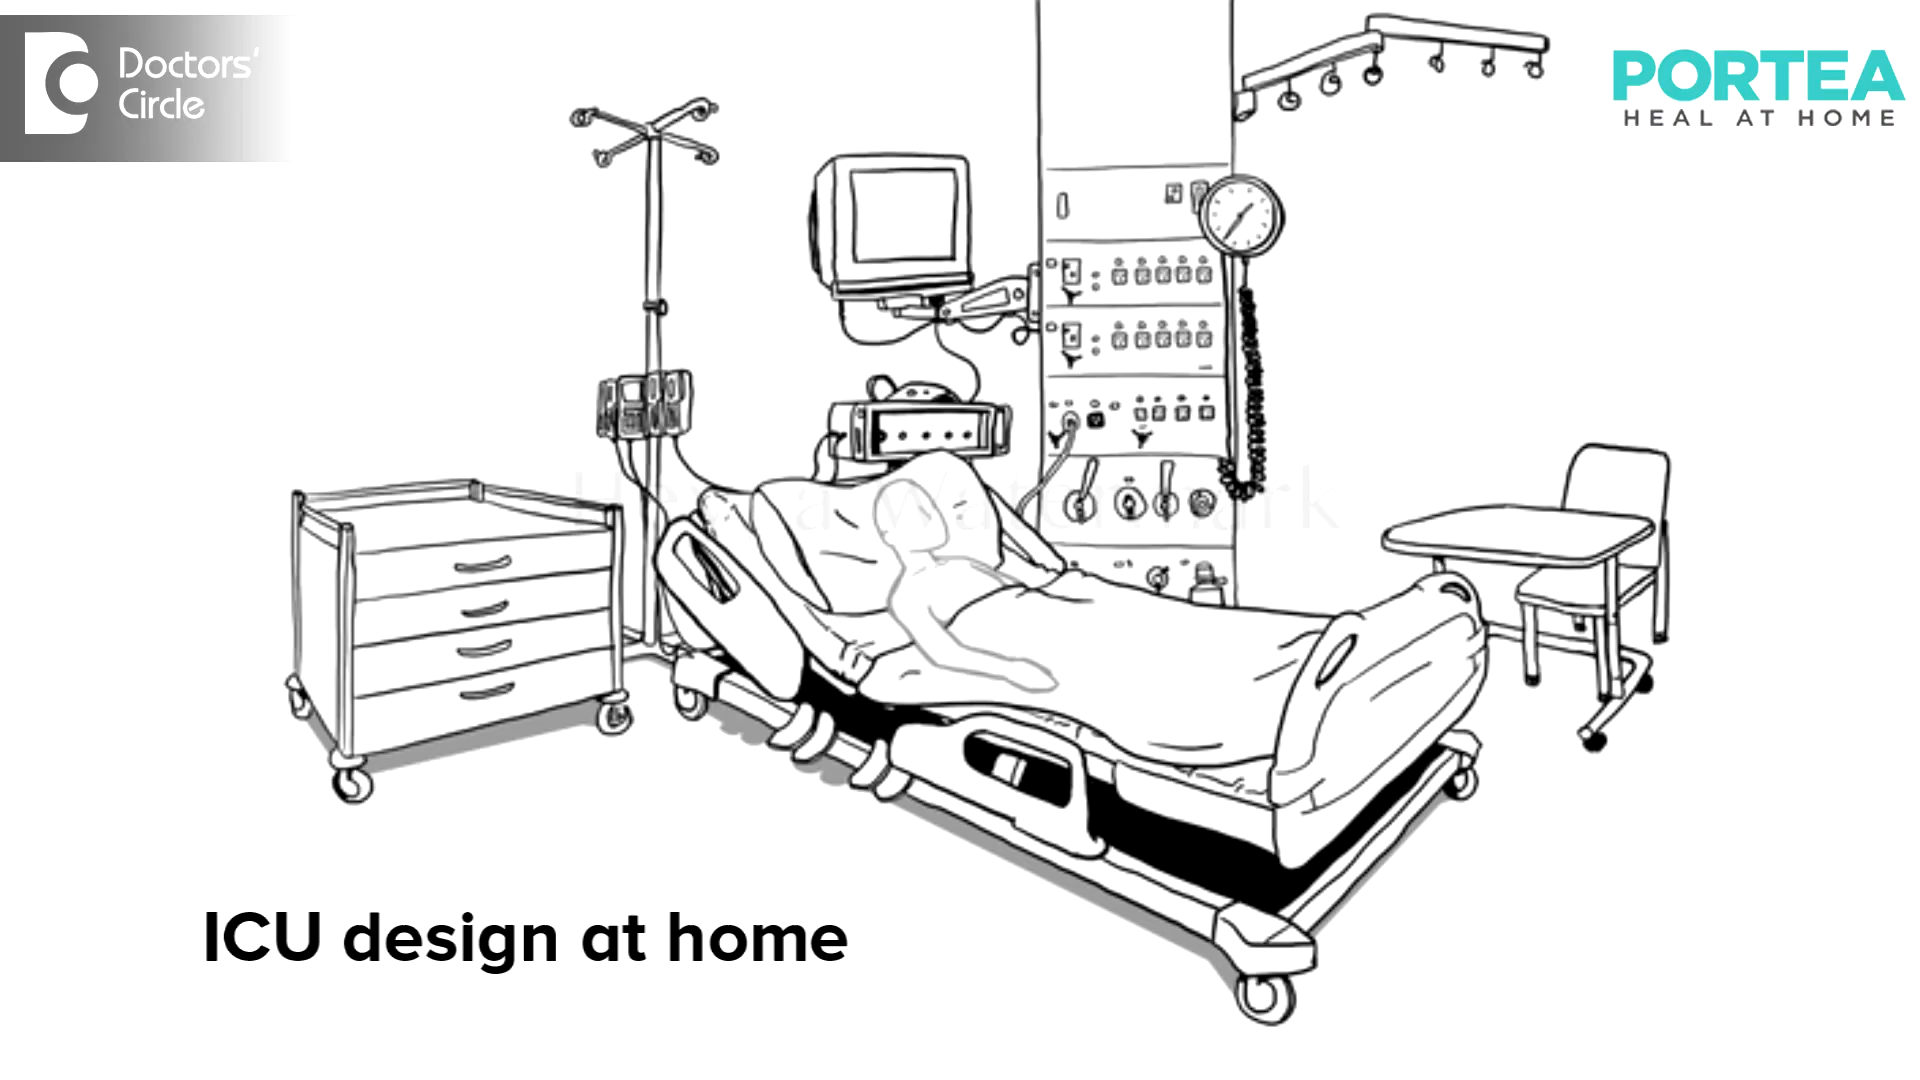 Doctors'
Circle
PORTEA
HEAL AT HOME
ICU design at home